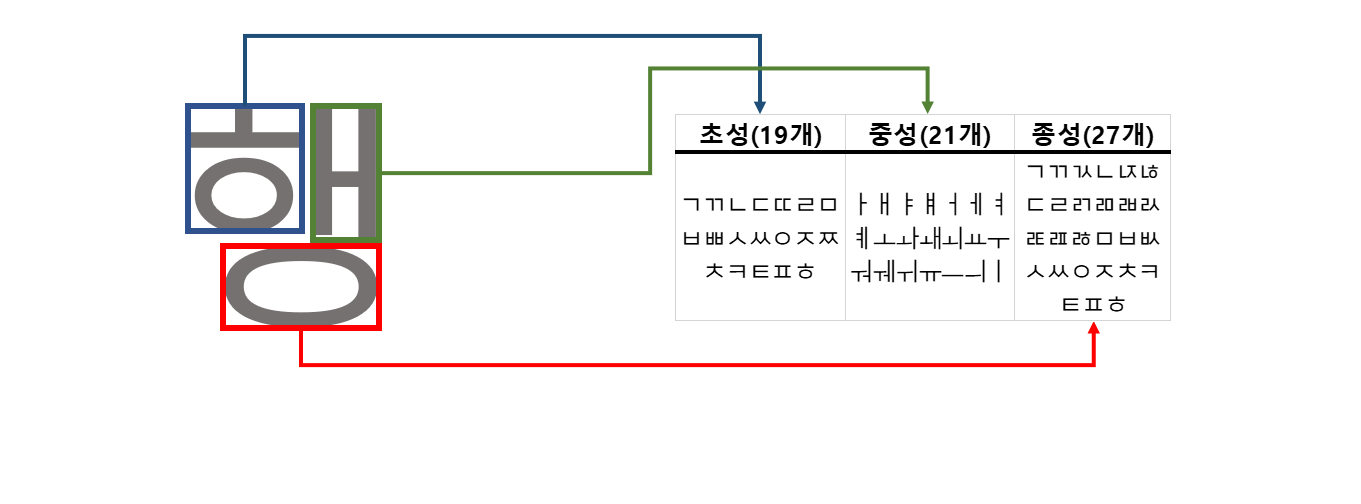 행
초성(19개) 중성(21개) 종성(27개)
ㄱㄲㄴㄷㄸㄹㅁ
ㅂㅃㅅㅆㅇㅈㅉ
ㅊㅋㅌㅍㅎ
ㅏㅐㅑㅒㅓㅔㅕ
ㅖㅗㅘㅙㅚㅛㅜ
ㅝㅞㅟㅠㅡㅢㅣ
ㄱㄲㄳㄴㄵㄶ
ㄷㄹㄺㄻㄼㄽ
ㄾㄿㅀㅁㅂㅄ
ㅅㅆㅇㅈㅊㅋ
ㅌㅍㅎ